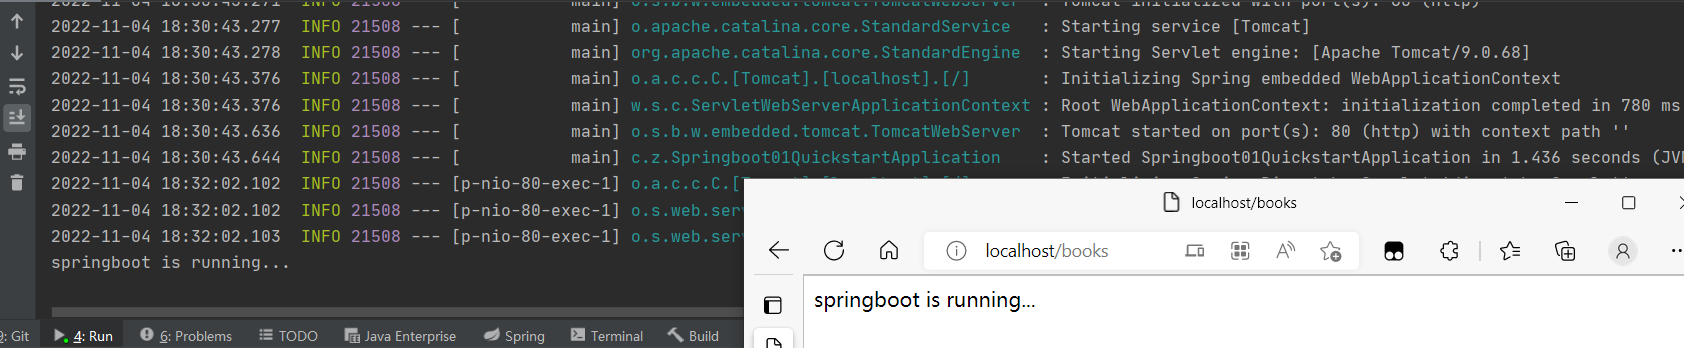 2022-11-04 18:30:43.271 INFO 21508 --- [ main] o.s.b.w.embedded.tomcat.TomcatWebServer : Tomcat initialized with port(s): 80 (http)
2022-11-04 18:30:43.277 INFO 21508 --- [ main] o.apache.catalina.core.StandardService : Starting service [Tomcat]
2022-11-04 18:30:43.278 INFO 21508 --- [ main] org.apache.catalina.core.StandardEngine : Starting Servlet engine: [Apache Tomcat/9.0.68]
2022-11-04 18:30:43.376 INFO 21508 --- [ main] o.a.c.c.C.[Tomcat].[localhost].[/] : Initializing Spring embedded WebApplicationContext
2022-11-04 18:30:43.376 INFO 21508 --- [ main] w.s.c.ServletWebServerApplicationContext : Root WebApplicationContext: initialization completed in 780 ms
2022-11-04 18:30:43.636 INFO 21508 --- [ main] o.s.b.w.embedded.tomcat.TomcatWebServer : Tomcat started on port(s): 80 (http) with context path ''
2022-11-04 18:30:43.644 INFO 21508 --- [ main] c.z.Springboot01QuickstartApplication : Started Springboot01QuickstartApplication in 1.436 seconds (JV
2022-11-04 18:32:02.102 INFO 21508 --- [p-nio-80-exec-1] o.a.c.c.C.[
2022-11-04 18:32:02.102 INFO 21508 --- [p-nio-80-exec-1] o.s.web.ser
2022-11-04 18:32:02.103 INFO 21508 --- [p-nio-80-exec-1] o.s.web.ser
springboot is running...
localhost/books
localhost/books
springboot is running...
9: Git 4: Run 6: Problems TODO Java Enterprise Spring Terminal Build